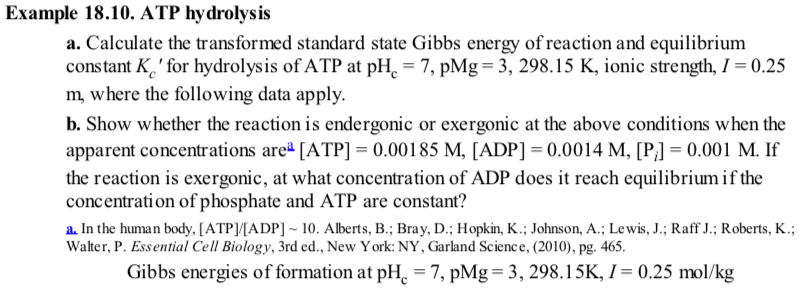 Example 18.10. ATP hydrolysis
a. Calculate the transformed standard state Gibbs energy of reaction and equilibrium
constant Kc′ for hydrolysis of ATP at pHc = 7, pMg = 3, 298.15 K, ionic strength, I = 0.25
m, where the following data apply.
b. Show whether the reaction is endergonic or exergonic at the above conditions when the
apparent concentrations are a [ATP] = 0.00185 M, [ADP] = 0.0014 M, [Pi] = 0.001 M. If
the reaction is exergonic, at what concentration of ADP does it reach equilibrium if the
concentration of phosphate and ATP are constant?
a. In the human body, [ATP]/[ADP] ~ 10. Alberts, B.; Bray, D.; Hopkin, K.; Johnson, A.; Lewis, J.; Raff J.; Roberts, K.;
Walter, P. Essential Cell Biology, 3rd ed., New York: NY, Garland Science, (2010), pg. 465.
Gibbs energies of formation at pHc = 7, pMg = 3, 298.15K, I = 0.25 mol/kg